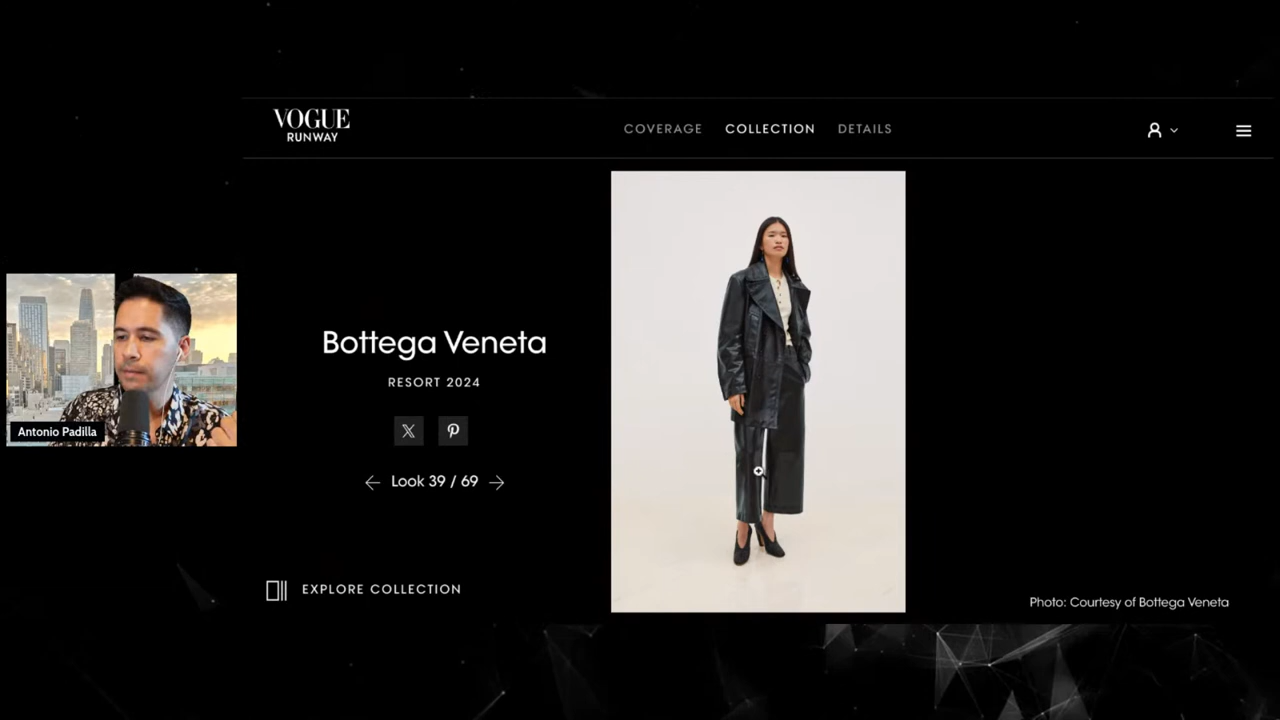 VOGUE
RUNWAY
COVERAGE COLLECTION DETAILS
Antonio Padilla
Bottega Veneta
RESORT 2024
Look 39 / 69
EXPLORE COLLECTION
Photo: Courtesy of Bottega Veneta